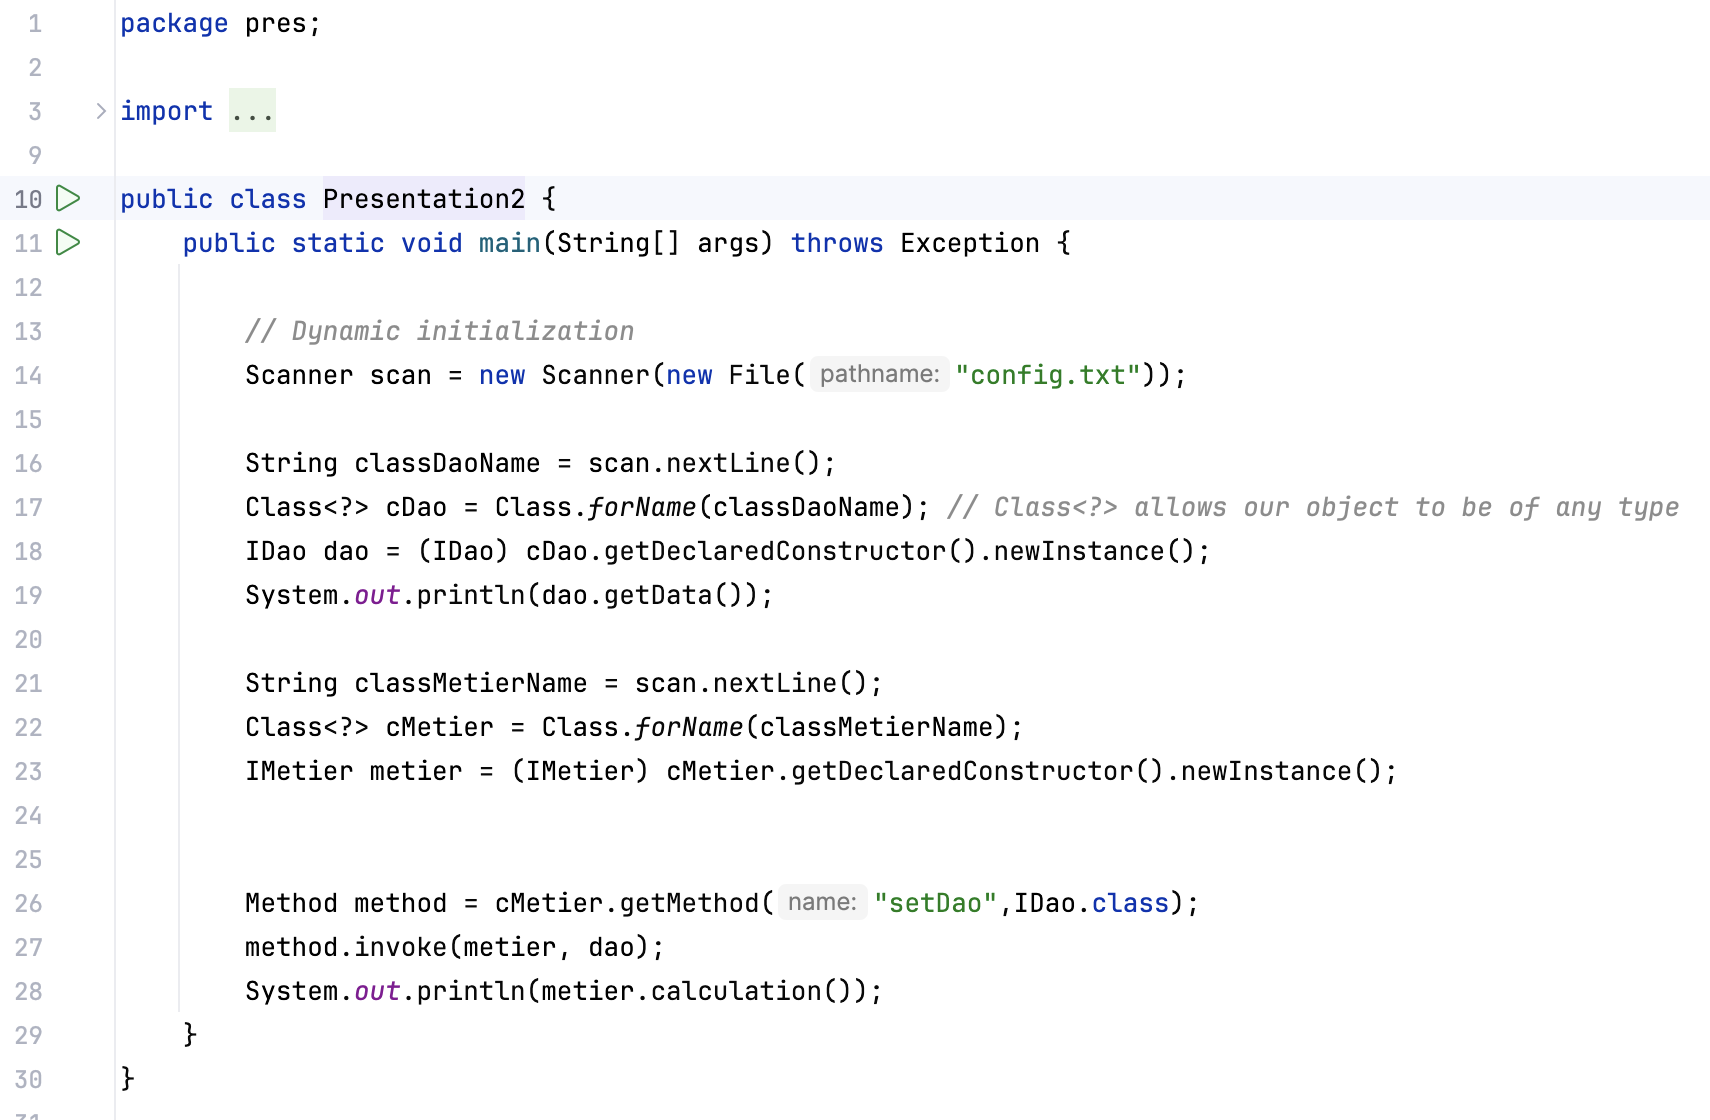 1 package pres;
2
3 import ...
9
10 public class Presentation2 {
11 public static void main(String[] args) throws Exception {
12
13 // Dynamic initialization
14 Scanner scan = new Scanner(new File( pathname: "config.txt"));
15
16 String classDaoName = scan.nextLine();
17 Class<?> cDao = Class.forName(classDaoName); // Class<?> allows our object to be of any type
18 IDao dao = (IDao) cDao.getDeclaredConstructor().newInstance();
19 System.out.println(dao.getData());
20
21 String classMetierName = scan.nextLine();
22 Class<?> cMetier = Class.forName(classMetierName);
23 IMetier metier = (IMetier) cMetier.getDeclaredConstructor().newInstance();
24
25
26 Method method = cMetier.getMethod( name: "setDao",IDao.class);
27 method.invoke(metier, dao);
28 System.out.println(metier.calculation());
29 }
30 }
31